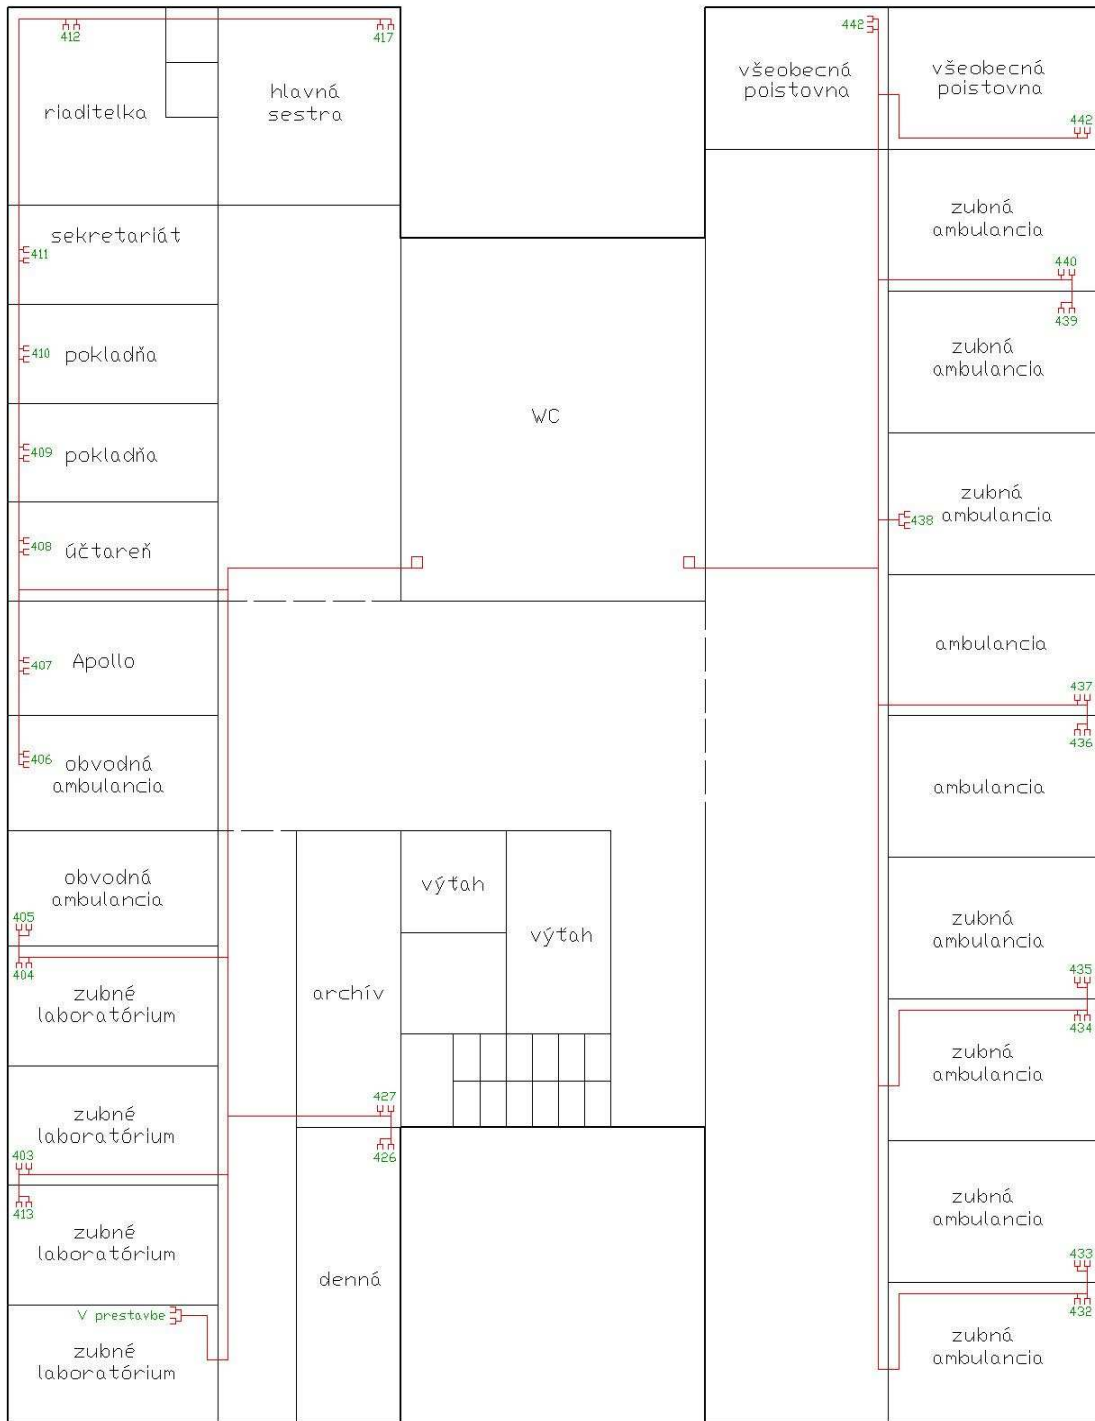 412
417
442
riaditelka
hlavná
sestra
všeobecná
poistovna
všeobecná
poistovna
442
sekretariát
411
zubná
ambulancia
440
439
410
pokladňa
zubná
ambulancia
WC
409
pokladňa
zubná
438
ambulancia
408
účtareň
407
Apollo
ambulancia
437
436
406
obvodná
ambulancia
ambulancia
obvodná
ambulancia
405
404
výťah
výťah
zubná
ambulancia
435
434
zubné
laboratórium
archív
zubná
ambulancia
zubné
laboratórium
427
426
403
413
zubná
ambulancia
433
432
zubné
laboratórium
denná
V prestavbe
zubné
laboratórium
zubná
ambulancia